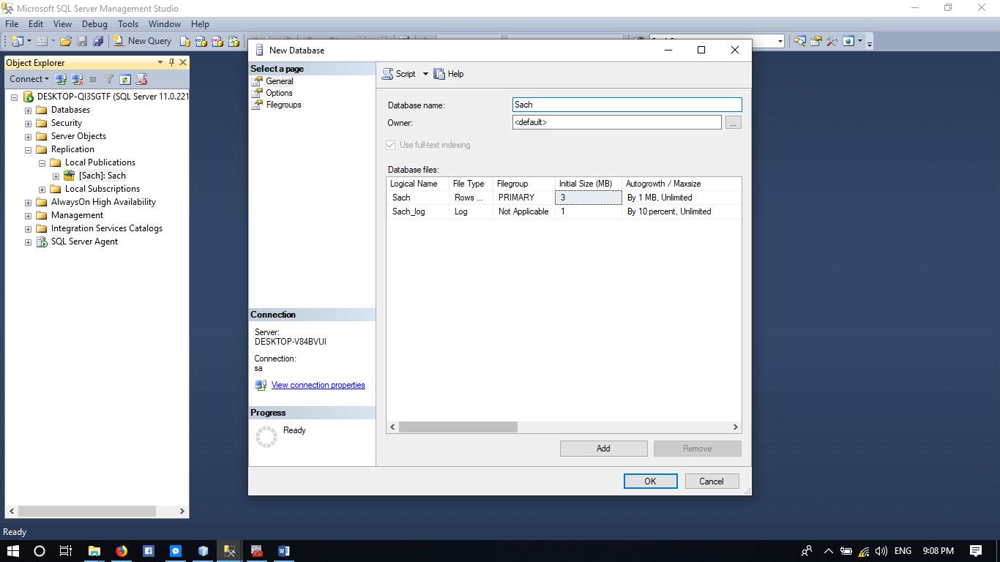 Microsoft SQL Server Management Studio
File Edit View Debug Tools Window Help
New Query
Object Explorer
Connect
DESKTOP-QI3SGTF (SQL Server 11.0.221
Databases
Security
Server Objects
Replication
Local Publications
[Sach]: Sach
Local Subscriptions
AlwaysOn High Availability
Management
Integration Services Catalogs
SQL Server Agent
New Database
Select a page
General
Options
Filegroups
Connection
Server:
DESKTOP-V84BVUI
Connection:
sa
View connection properties
Progress
Ready
Script Help
Database name: Sach
Owner: <default> ...
Use full-text indexing
Database files:
Logical Name File Type Filegroup Initial Size (MB) Autogrowth / Maxsize
Sach Rows ... PRIMARY 3 By 1 MB, Unlimited
Sach_log Log Not Applicable 1 By 10 percent, Unlimited
Add Remove
OK Cancel
Ready
ENG 9:08 PM